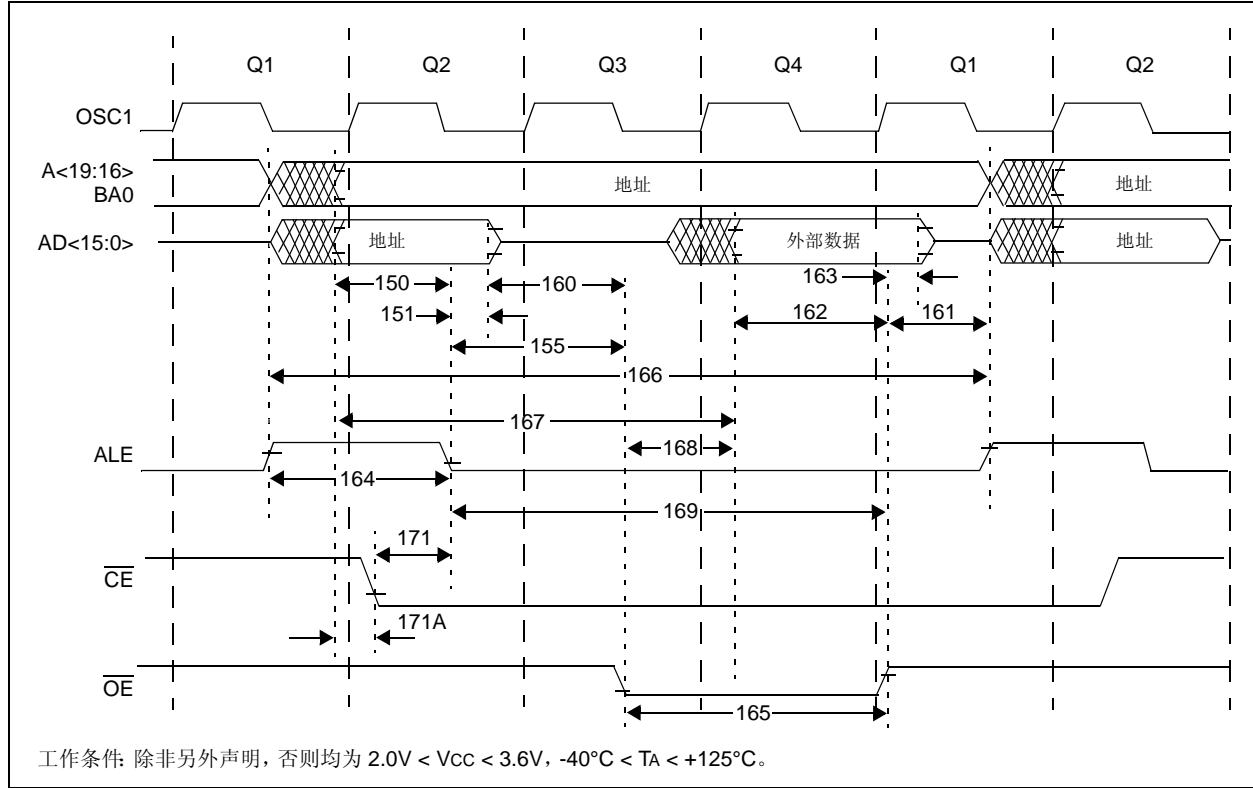 Q1 Q2 Q3 Q4 Q1 Q2
OSC1
A<19:16>
BA0
地址 地址
AD<15:0>
地址 外部数据 地址
150 160 163
151 162 161
155
166
167
ALE
168
164
169
171
CE
171A
OE
165
工作条件: 除非另外声明，否则均为 2.0V < VCC < 3.6V，-40°C < TA < +125°C。